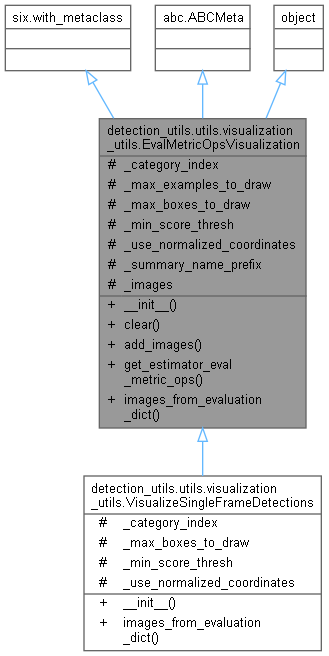 six.with_metaclass
abc.ABCMeta
object
detection_utils.utils.visualization
_utils.EvalMetricOpsVisualization
# _category_index
# _max_examples_to_draw
# _max_boxes_to_draw
# _min_score_thresh
# _use_normalized_coordinates
# _summary_name_prefix
# _images
+ __init__()
+ clear()
+ add_images()
+ get_estimator_eval
_metric_ops()
+ images_from_evaluation
_dict()
detection_utils.utils.visualization
_utils.VisualizeSingleFrameDetections
# _category_index
# _max_boxes_to_draw
# _min_score_thresh
# _use_normalized_coordinates
+ __init__()
+ images_from_evaluation
_dict()